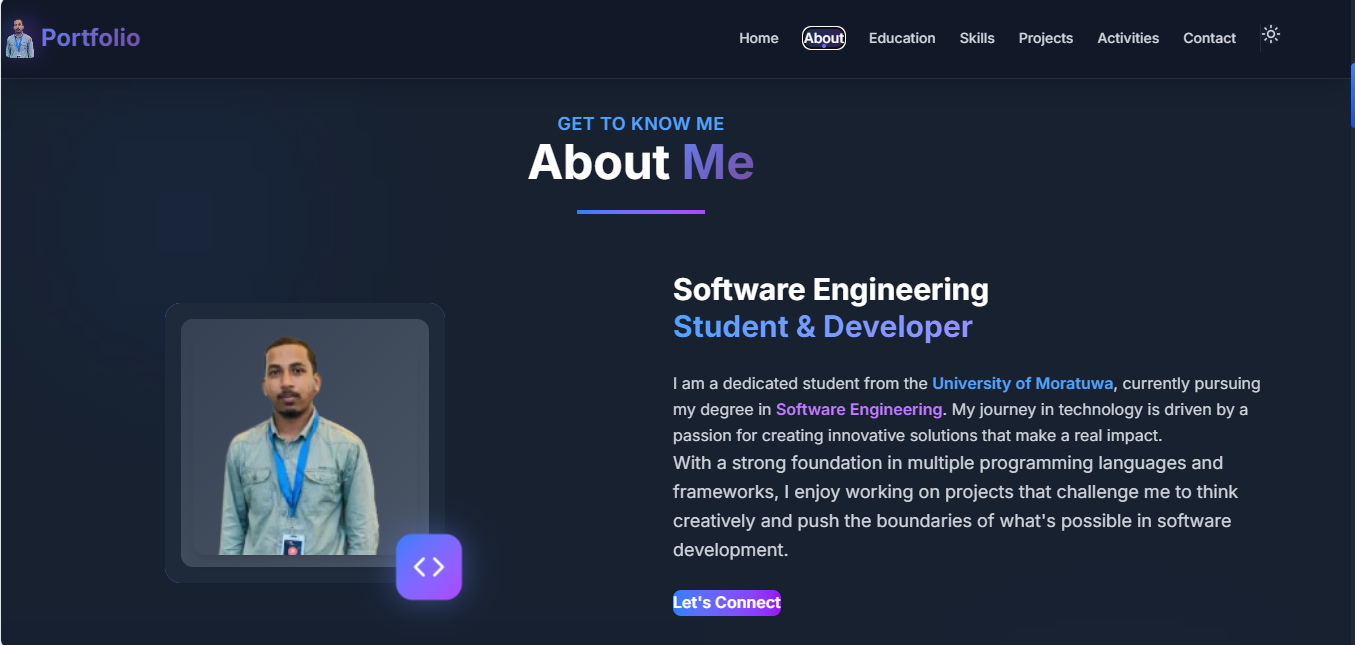 Portfolio
Home About Education Skills Projects Activities Contact
GET TO KNOW ME
About Me
Software Engineering
Student & Developer
I am a dedicated student from the University of Moratuwa, currently pursuing
my degree in Software Engineering. My journey in technology is driven by a
passion for creating innovative solutions that make a real impact.
With a strong foundation in multiple programming languages and
frameworks, I enjoy working on projects that challenge me to think
creatively and push the boundaries of what's possible in software
development.
Let's Connect